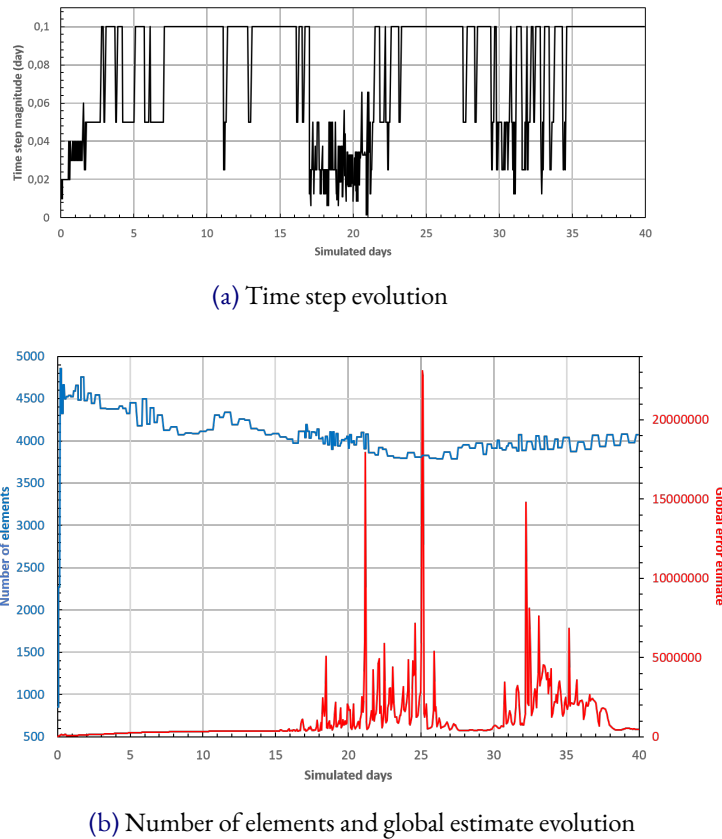 0,1
0,08
0,06
0,04
0,02
0
Time step magnitude (day)
0 5 10 15 20 25 30 35 40
Simulated days
(a) Time step evolution
5000
4500
4000
3500
3000
2500
2000
1500
1000
500
Number of elements
20000000
15000000
10000000
5000000
0
Global error etimate
0 5 10 15 20 25 30 35 40
Simulated days
(b) Number of elements and global estimate evolution